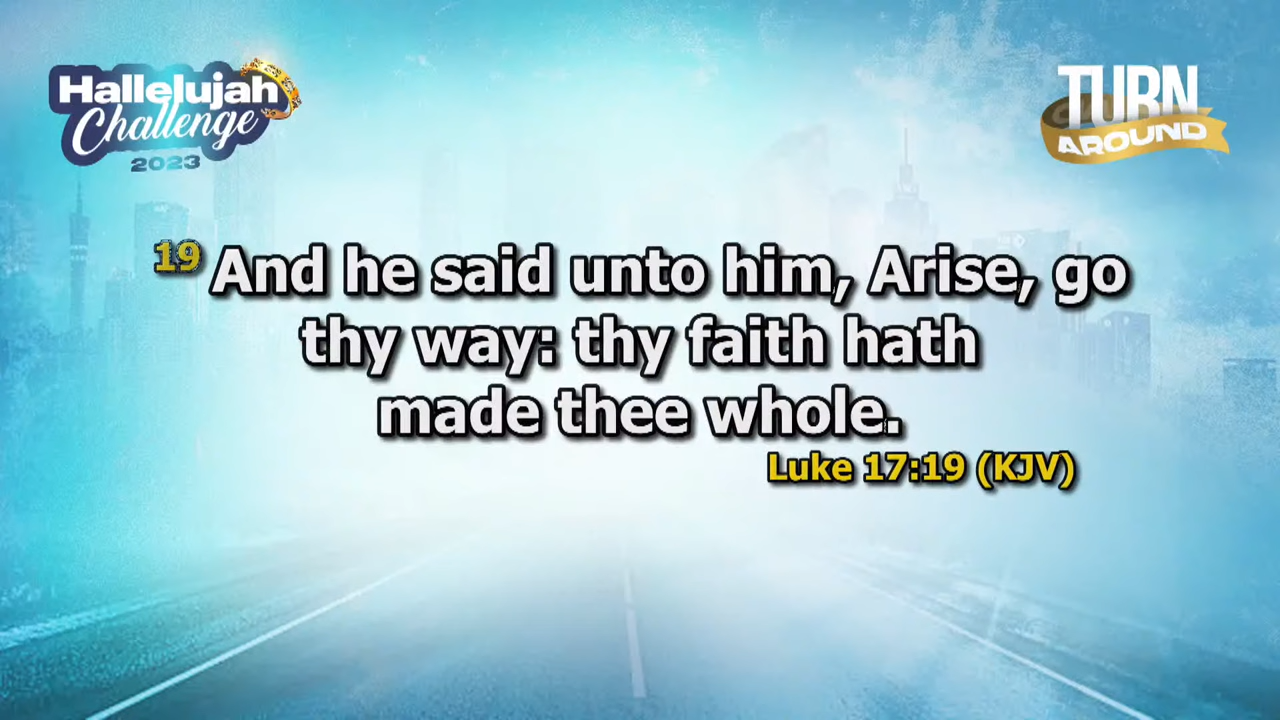 Hallelujah
Challenge
2023
TURN
AROUND
19 And he said unto him, Arise, go
thy way: thy faith hath
made thee whole.
Luke 17:19 (KJV)